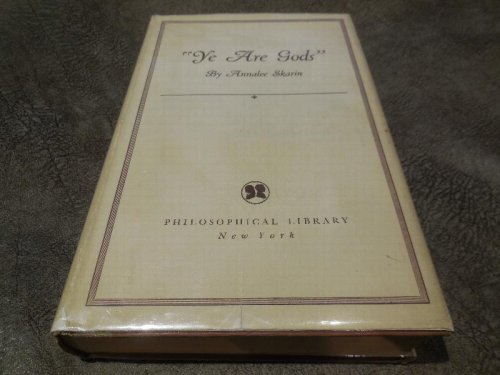 "Ye Are Gods"
By Annalee Skarin
PHILOSOPHICAL LIBRARY
New York